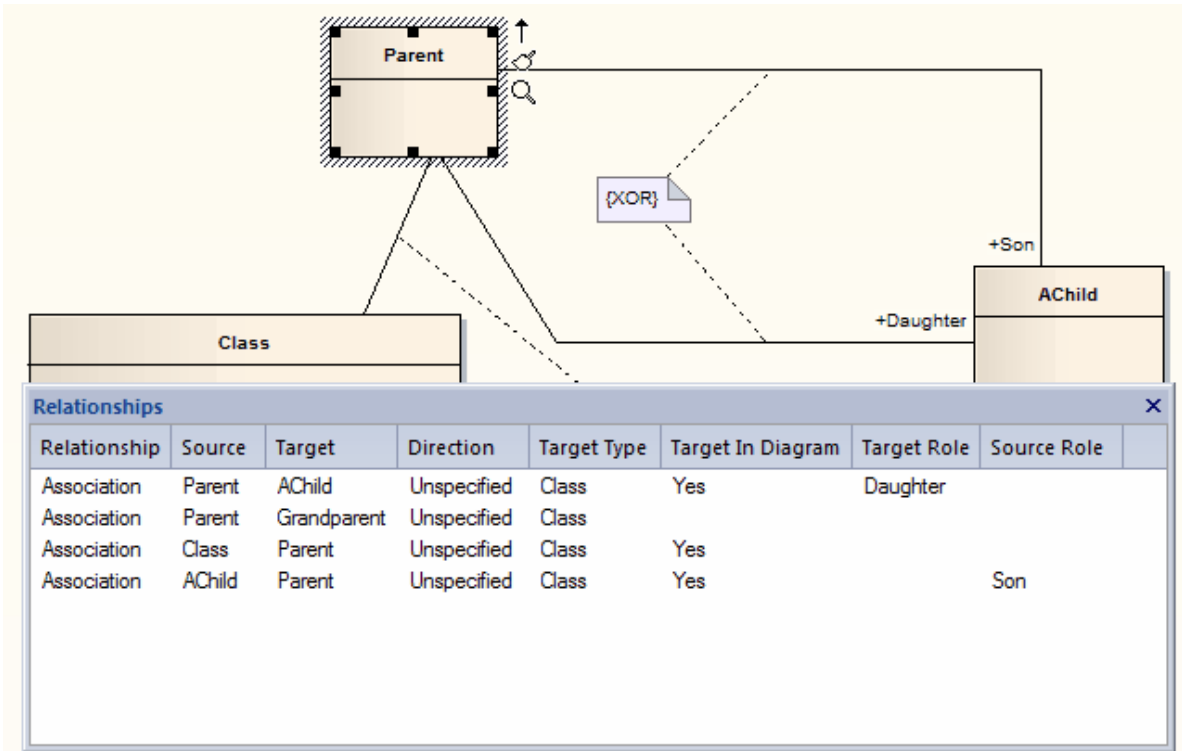 Parent
{XOR}
+Son
AChild
+Daughter
Class
Relationships
Relationship Source Target Direction Target Type Target In Diagram Target Role Source Role
Association Parent AChild Unspecified Class Yes Daughter
Association Parent Grandparent Unspecified Class
Association Class Parent Unspecified Class Yes
Association AChild Parent Unspecified Class Yes Son